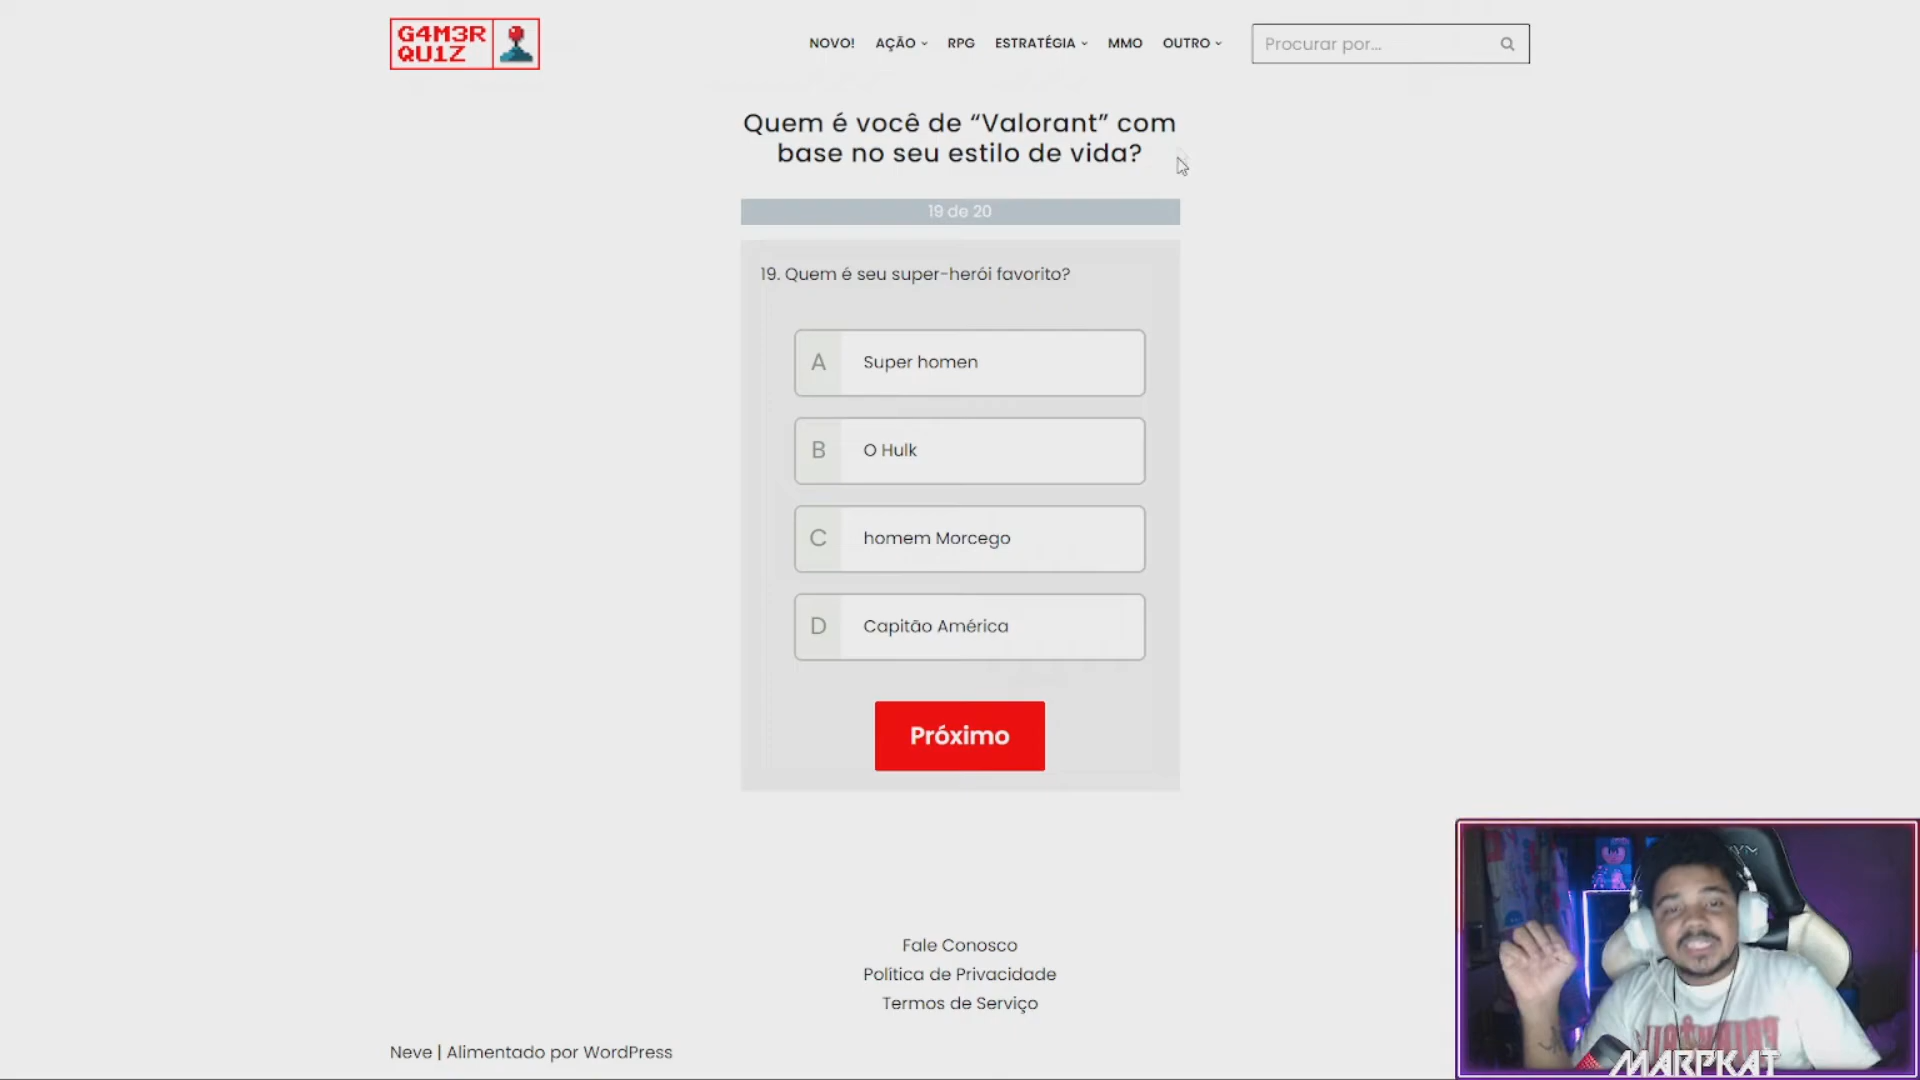 G4M3R
QU1Z
NOVO!
AÇÃO
RPG
ESTRATÉGIA
MMO
OUTRO
Procurar por...
Quem é você de “Valorant” com
base no seu estilo de vida?
19 de 20
19. Quem é seu super-herói favorito?
A Super homen
B O Hulk
C homem Morcego
D Capitão América
Próximo
Fale Conosco
Política de Privacidade
Termos de Serviço
Neve | Alimentado por WordPress
MARPKAT